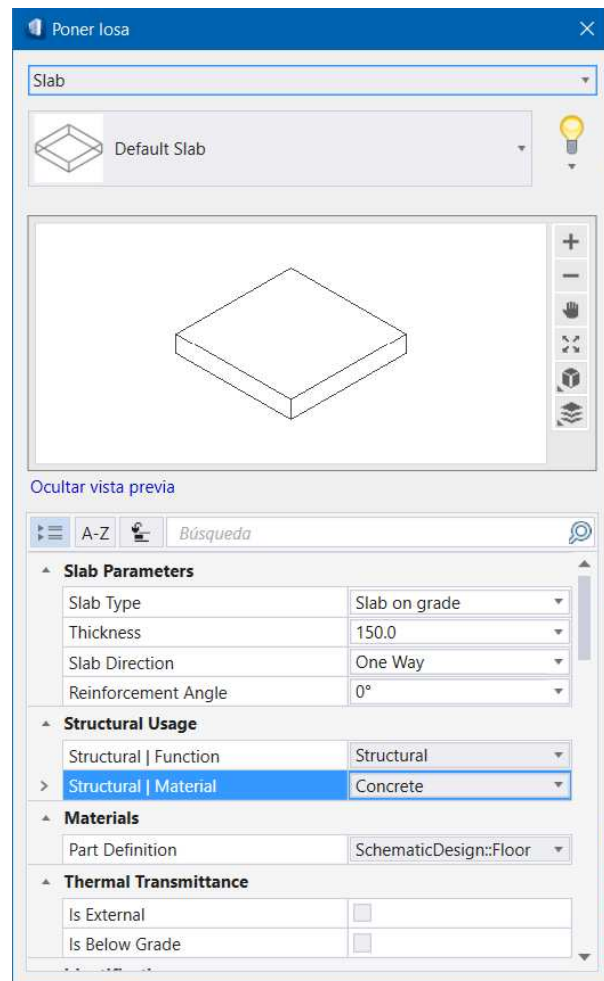 Poner losa
Slab
Default Slab
Ocultar vista previa
A-Z Búsqueda
Slab Parameters
Slab Type Slab on grade
Thickness 150.0
Slab Direction One Way
Reinforcement Angle 0°
Structural Usage
Structural | Function Structural
Structural | Material Concrete
Materials
Part Definition SchematicDesign::Floor
Thermal Transmittance
Is External
Is Below Grade